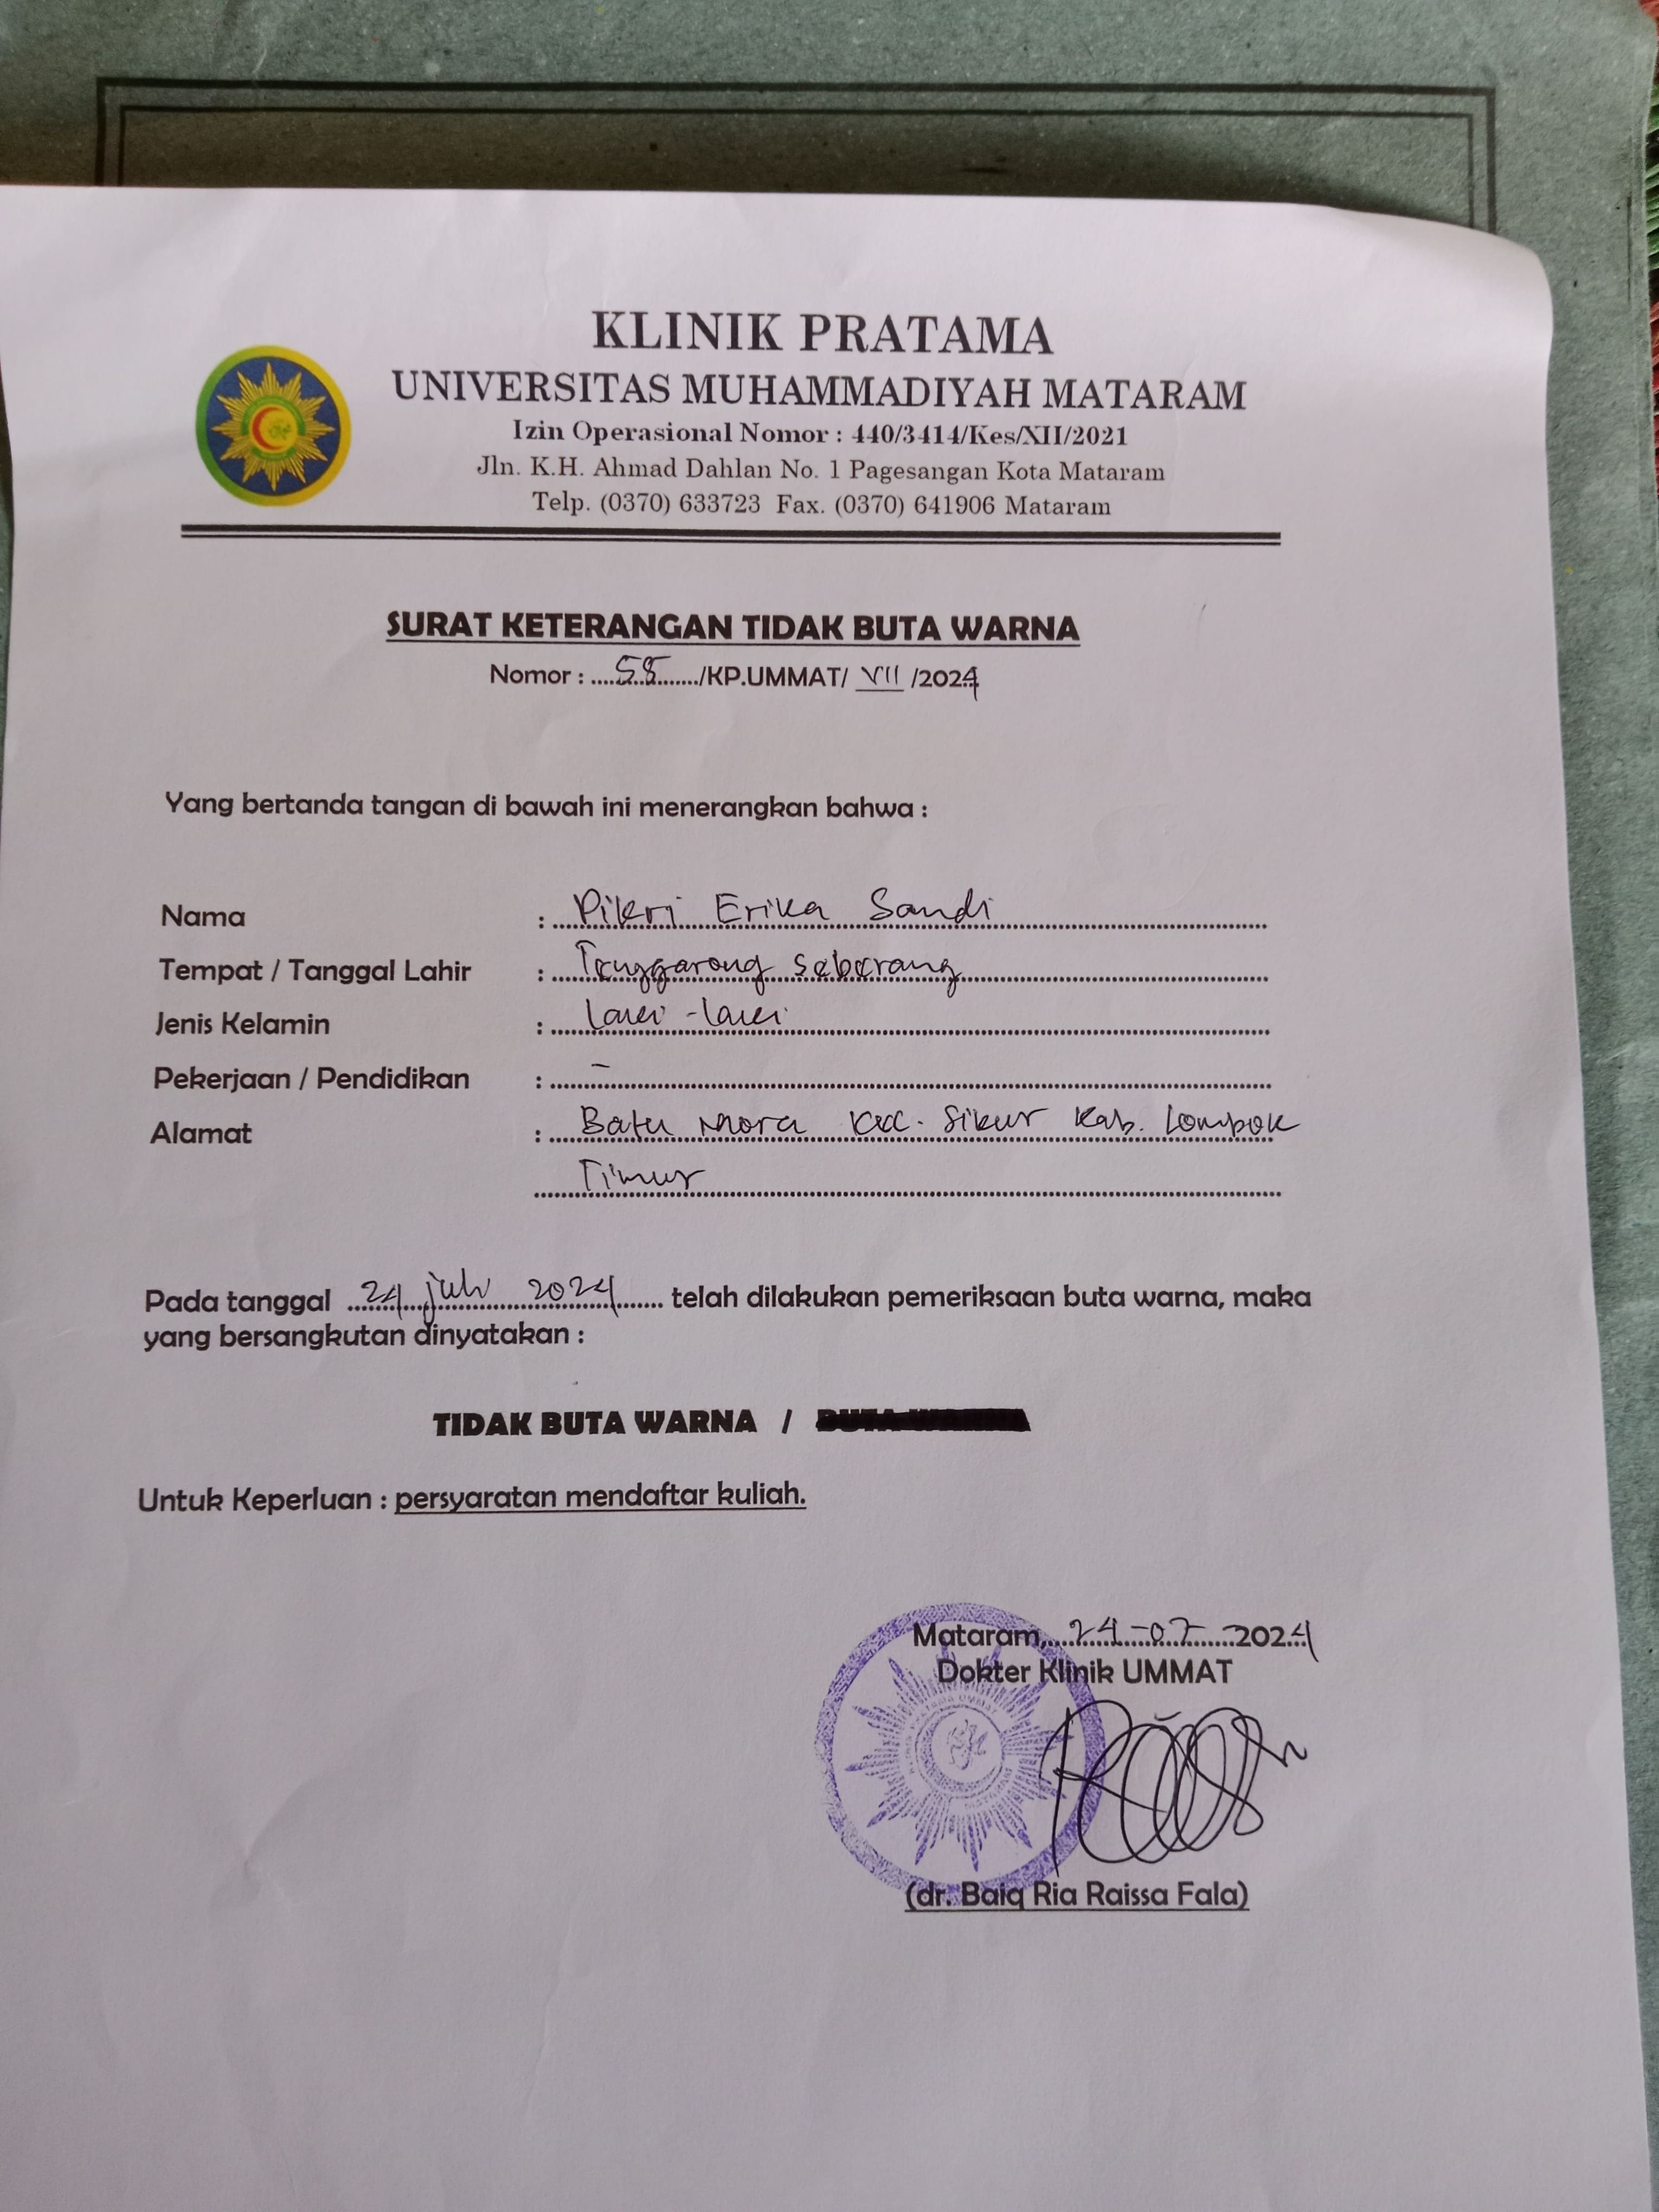 KLINIK PRATAMA
UNIVERSITAS MUHAMMADIYAH MATARAM
Izin Operasional Nomor : 440/3414/Kes/XII/2021
Jln. K.H. Ahmad Dahlan No. 1 Pagesangan Kota Mataram
Telp. (0370) 633723 Fax. (0370) 641906 Mataram
SURAT KETERANGAN TIDAK BUTA WARNA
Nomor : ....58......./KP.UMMAT/ VII /2024
Yang bertanda tangan di bawah ini menerangkan bahwa :
Nama : Pikri Erika Sandi
Tempat / Tanggal Lahir : Tenggarong Seberang
Jenis Kelamin : Laki - Laki
Pekerjaan / Pendidikan : -
Alamat : Batu Mora Kec. Sikur Kab. Lombok
Timur
Pada tanggal 24 juli 2024 telah dilakukan pemeriksaan buta warna, maka
yang bersangkutan dinyatakan :
TIDAK BUTA WARNA / BUTA WARNA
Untuk Keperluan : persyaratan mendaftar kuliah.
Mataram, 24-07-2024
Dokter Klinik UMMAT
(dr. Baiq Ria Raissa Fala)